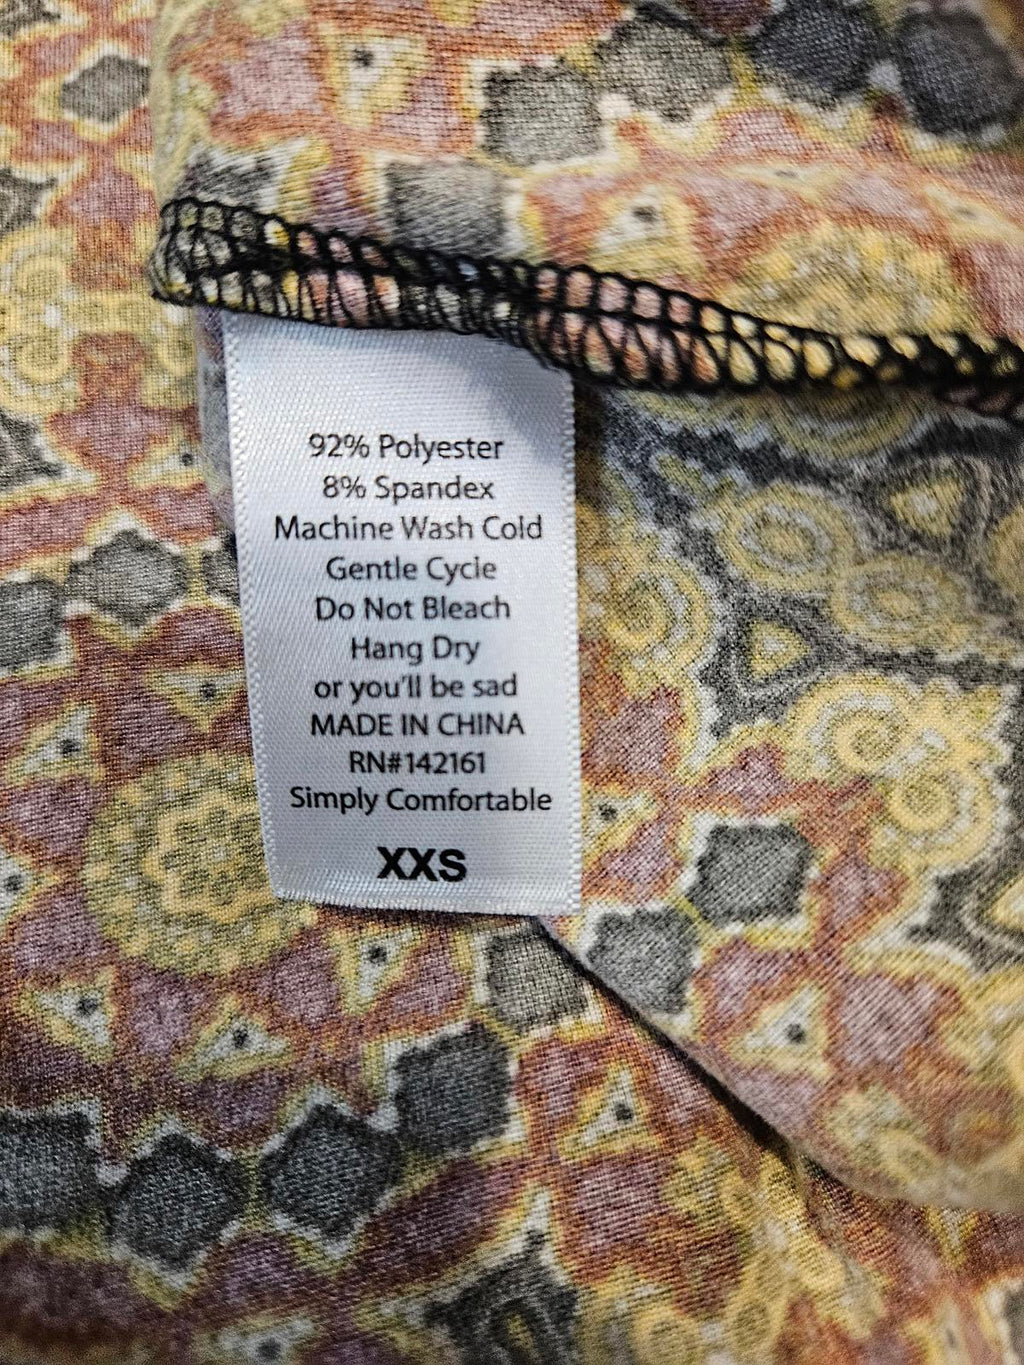 92% Polyester
8% Spandex
Machine Wash Cold
Gentle Cycle
Do Not Bleach
Hang Dry
or you'll be sad
MADE IN CHINA
RN#142161
Simply Comfortable
XXS